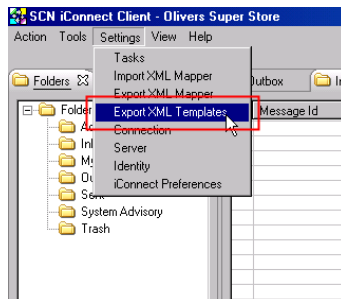 SCN iConnect Client - Olivers Super Store
Action Tools Settings View Help
Tasks
Import XML Mapper
Export XML Mapper
Export XML Templates
Connection
Server
Identity
iConnect Preferences
Folders
Outbox
Message Id
Folder
System Advisory
Trash